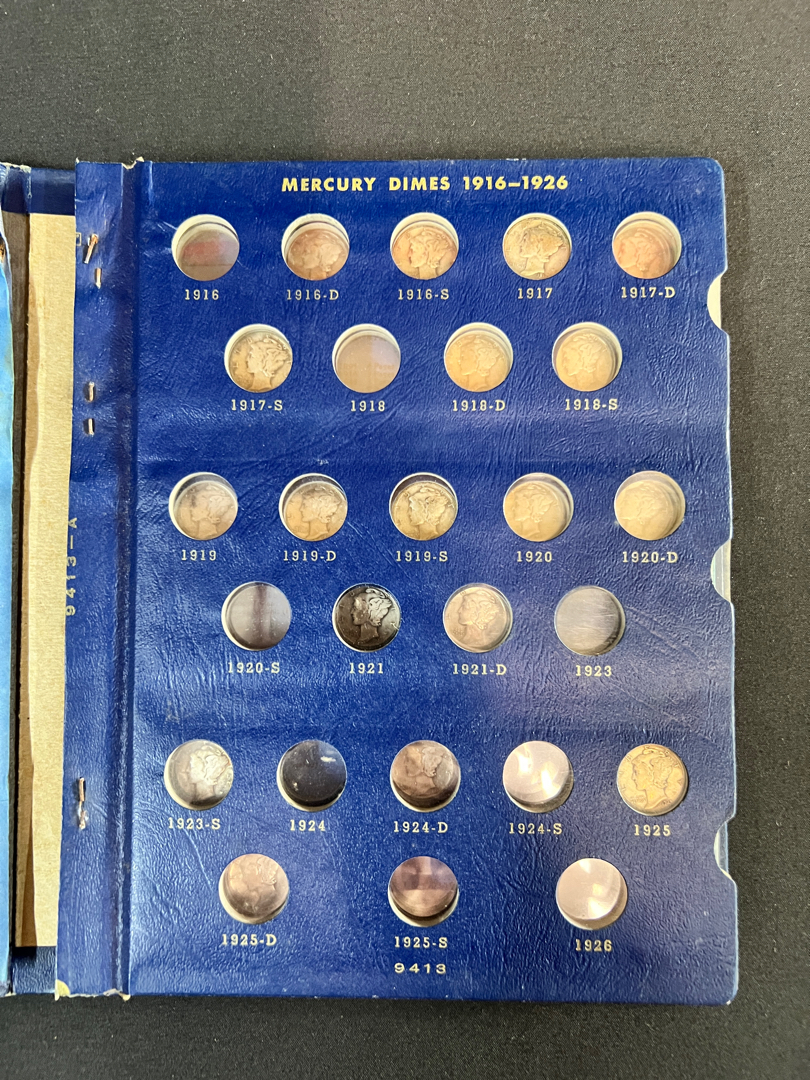 MERCURY DIMES 1916–1926
1916 1916-D 1916-S 1917 1917-D
1917-S 1918 1918-D 1918-S
1919 1919-D 1919-S 1920 1920-D
9413–A
1920-S 1921 1921-D 1923
1923-S 1924 1924-D 1924-S 1925
1925-D 1925-S 1926
9413